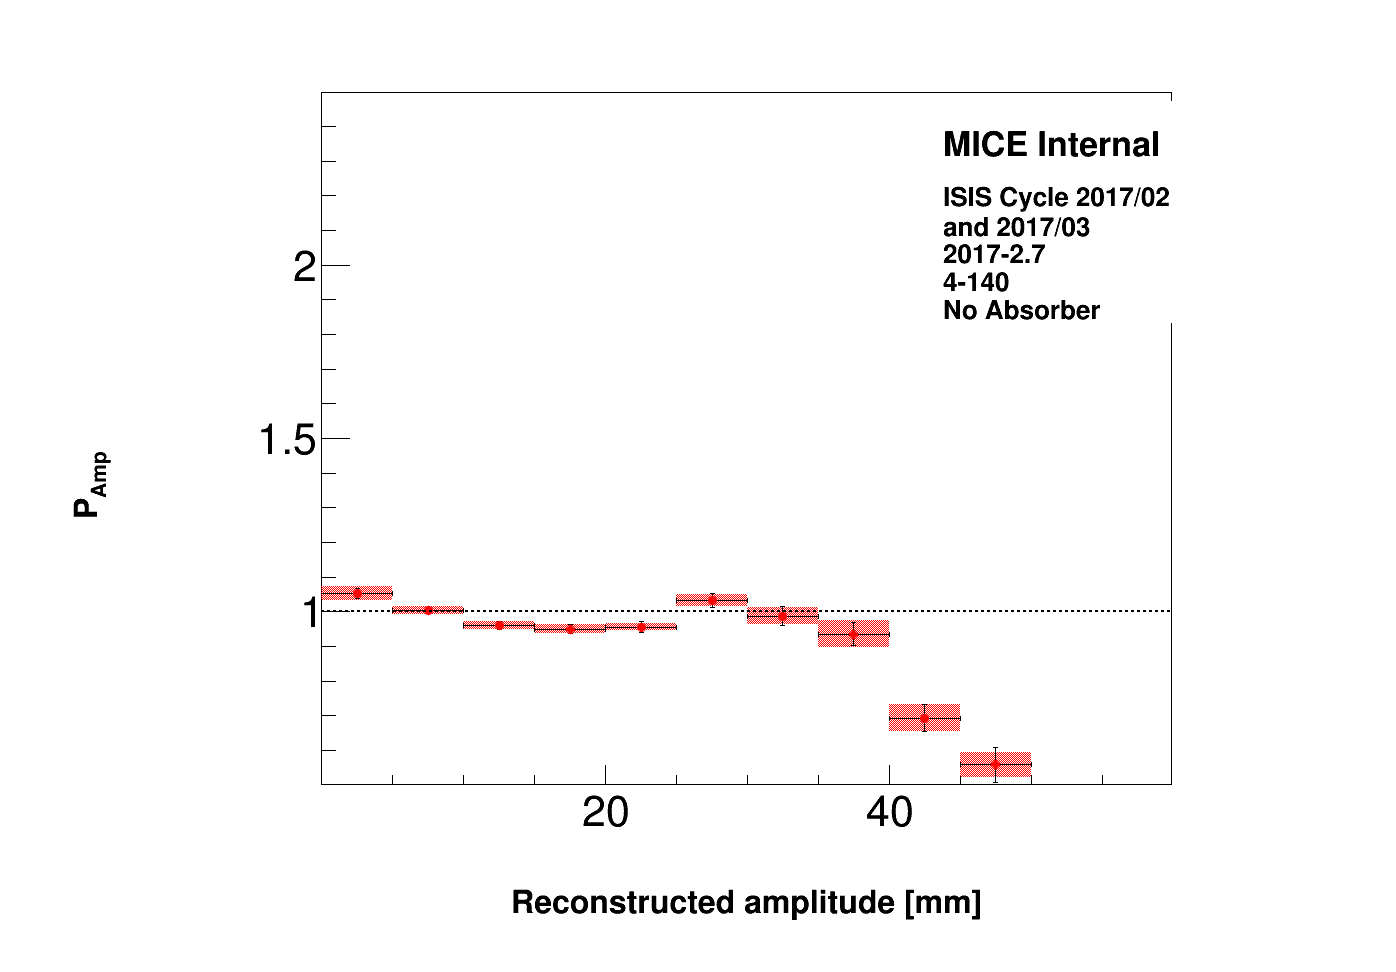 MICE Internal
ISIS Cycle 2017/02
and 2017/03
2017-2.7
4-140
No Absorber
2
1.5
1
P_Amp
20
40
Reconstructed amplitude [mm]